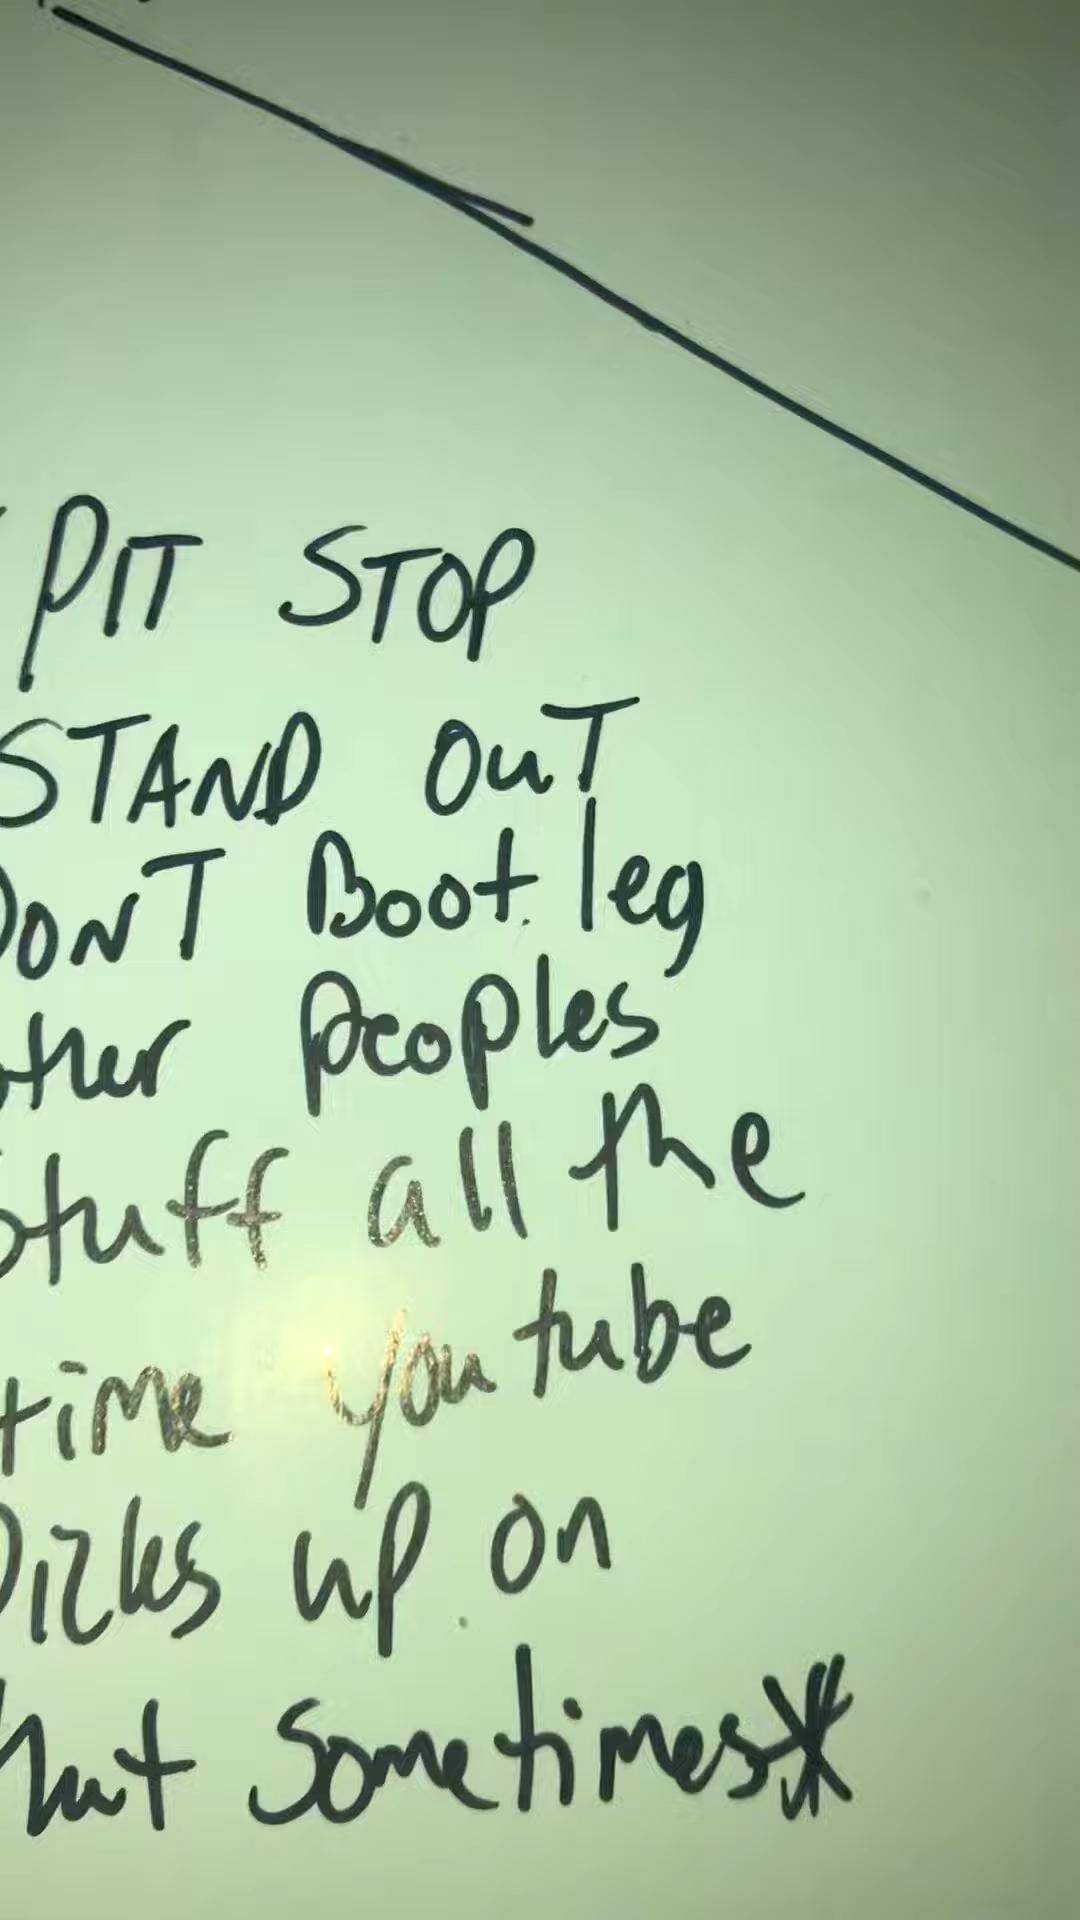 PIT STOP
STAND OuT
DONT Boot leg
other Peoples
Stuff all the
time you tube
Picks up on
that Sometimes*